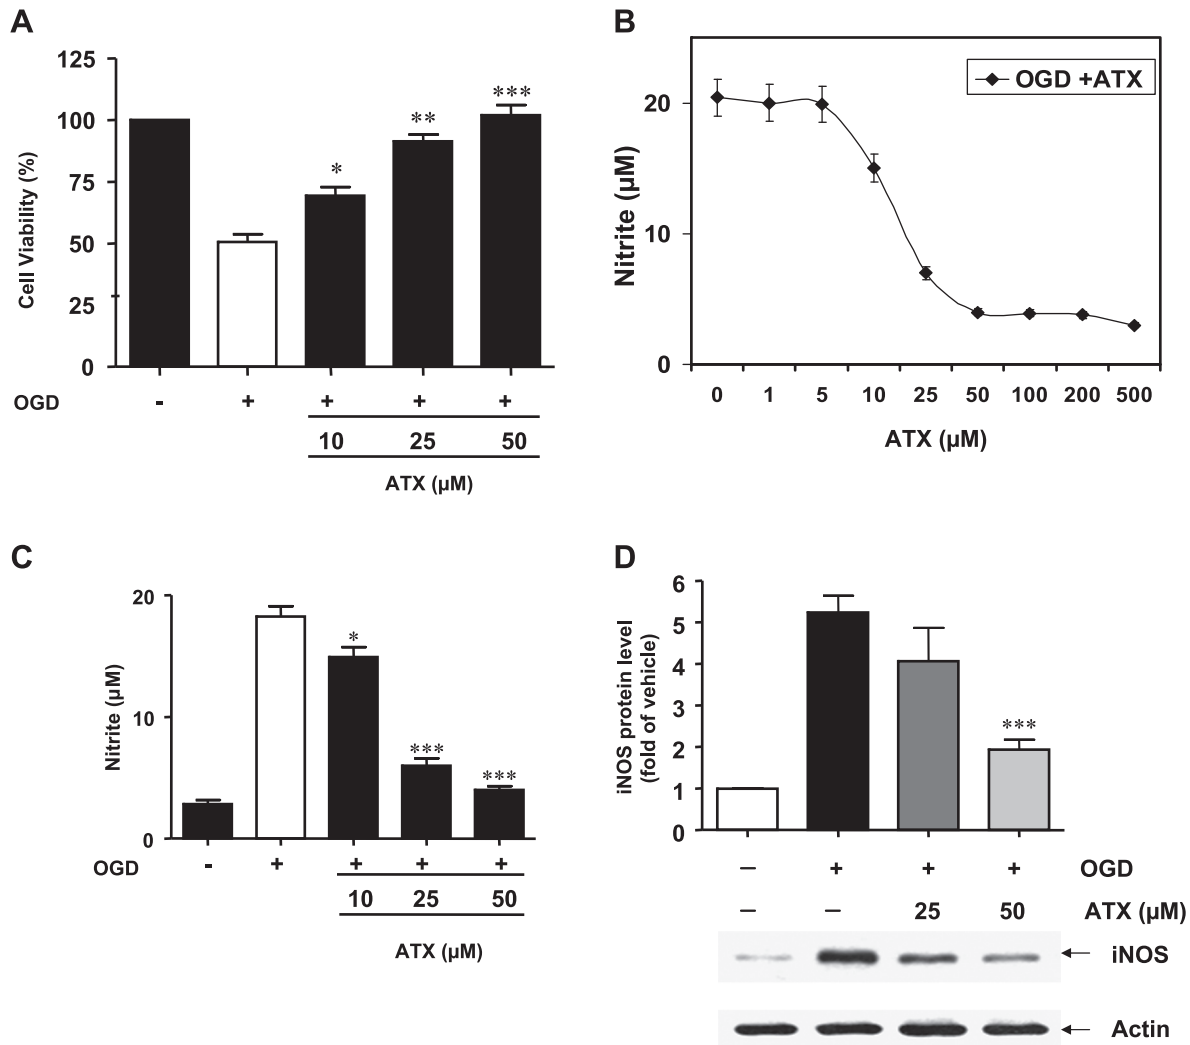 A
125
100
75
50
25
0
Cell Viability (%)
*
**
***
OGD - + + + +
10 25 50
ATX (µM)
B
OGD +ATX
20
10
0
Nitrite (µM)
0 1 5 10 25 50 100 200 500
ATX (µM)
C
20
10
0
Nitrite (µM)
*
***
***
OGD - + + + +
10 25 50
ATX (µM)
D
6
5
4
3
2
1
0
iNOS protein level
(fold of vehicle)
***
– + + + OGD
– – 25 50 ATX (µM)
iNOS
Actin